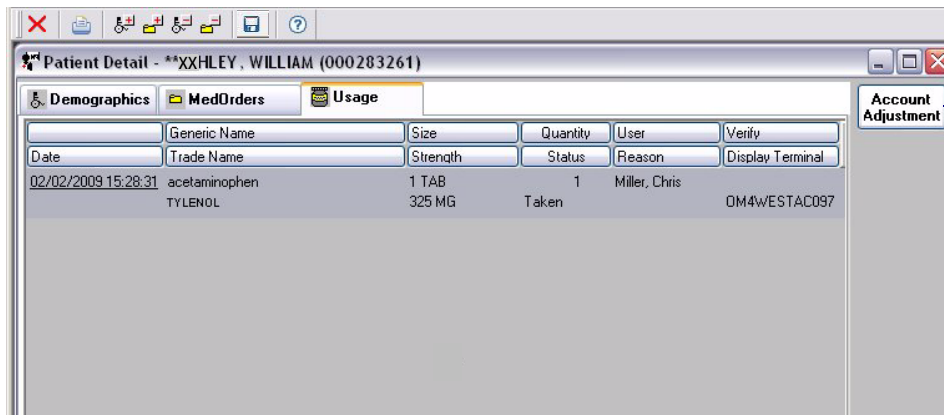 Patient Detail - **XXHLEY, WILLIAM (000283261)
Demographics MedOrders Usage
Account Adjustment
Generic Name Size Quantity User Verify
Date Trade Name Strength Status Reason Display Terminal
02/02/2009 15:28:31 acetaminophen 1 TAB 1 Miller, Chris
TYLENOL 325 MG Taken OM4WESTAC097